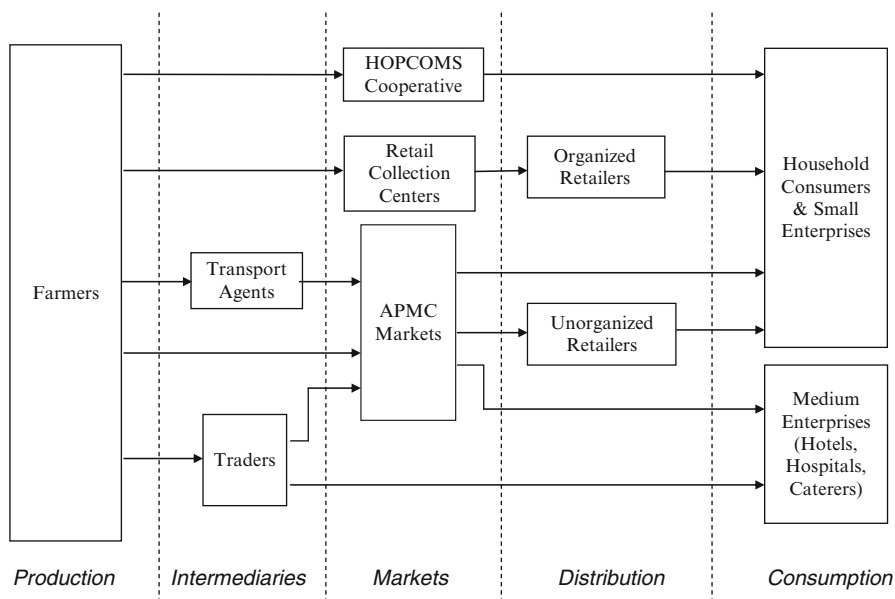 HOPCOMS
Cooperative
Retail
Collection
Centers
Organized
Retailers
Household
Consumers
& Small
Enterprises
Farmers
Transport
Agents
APMC
Markets
Unorganized
Retailers
Traders
Medium
Enterprises
(Hotels,
Hospitals,
Caterers)
Production
Intermediaries
Markets
Distribution
Consumption